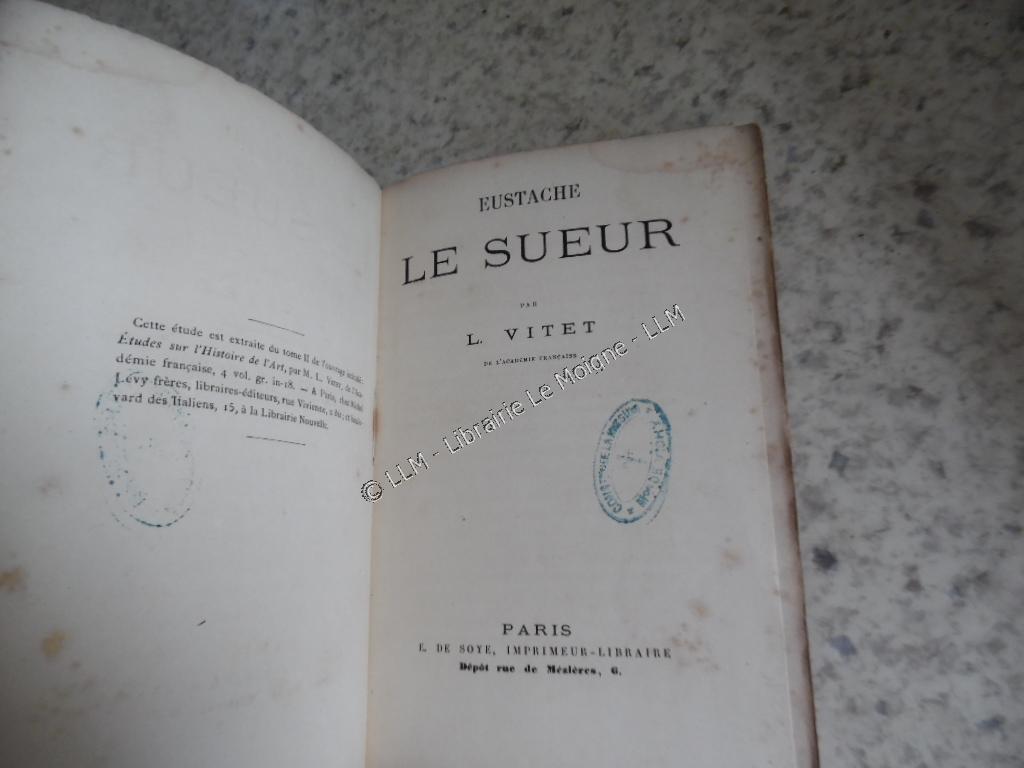 Cette étude est extraite du tome II de l'ouvrage intitulé:
Études sur l'Histoire de l'Art, par M. L. Vitet, de l'Aca-
démie française, 4 vol. gr. in-18. — A Paris, chez Michel
Lévy frères, libraires-éditeurs, rue Vivienne, 2 bis, et boule-
vard des Italiens, 15, à la Librairie Nouvelle.
EUSTACHE
LE SUEUR
PAR
L. VITET
DE L'ACADÉMIE FRANÇAISE
© LLM - Librairie Le Moigne - LLM
PARIS
E. DE SOYE, IMPRIMEUR-LIBRAIRE
Dépôt rue de Mézières, 6.